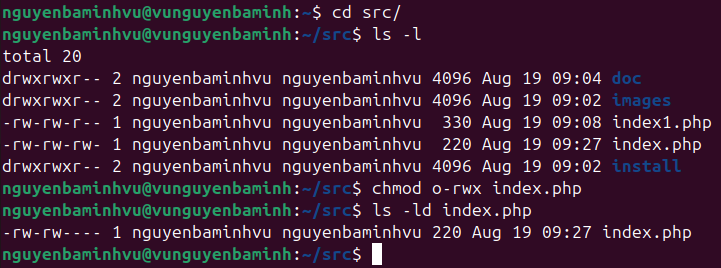 nguyenbaminhvu@vunguyenbaminh:~$ cd src/
nguyenbaminhvu@vunguyenbaminh:~/src$ ls -l
total 20
drwxrwxr-- 2 nguyenbaminhvu nguyenbaminhvu 4096 Aug 19 09:04 doc
drwxrwxr-- 2 nguyenbaminhvu nguyenbaminhvu 4096 Aug 19 09:02 images
-rw-rw-r-- 1 nguyenbaminhvu nguyenbaminhvu  330 Aug 19 09:08 index1.php
-rw-rw-rw- 1 nguyenbaminhvu nguyenbaminhvu  220 Aug 19 09:27 index.php
drwxrwxr-- 2 nguyenbaminhvu nguyenbaminhvu 4096 Aug 19 09:02 install
nguyenbaminhvu@vunguyenbaminh:~/src$ chmod o-rwx index.php
nguyenbaminhvu@vunguyenbaminh:~/src$ ls -ld index.php
-rw-rw---- 1 nguyenbaminhvu nguyenbaminhvu 220 Aug 19 09:27 index.php
nguyenbaminhvu@vunguyenbaminh:~/src$